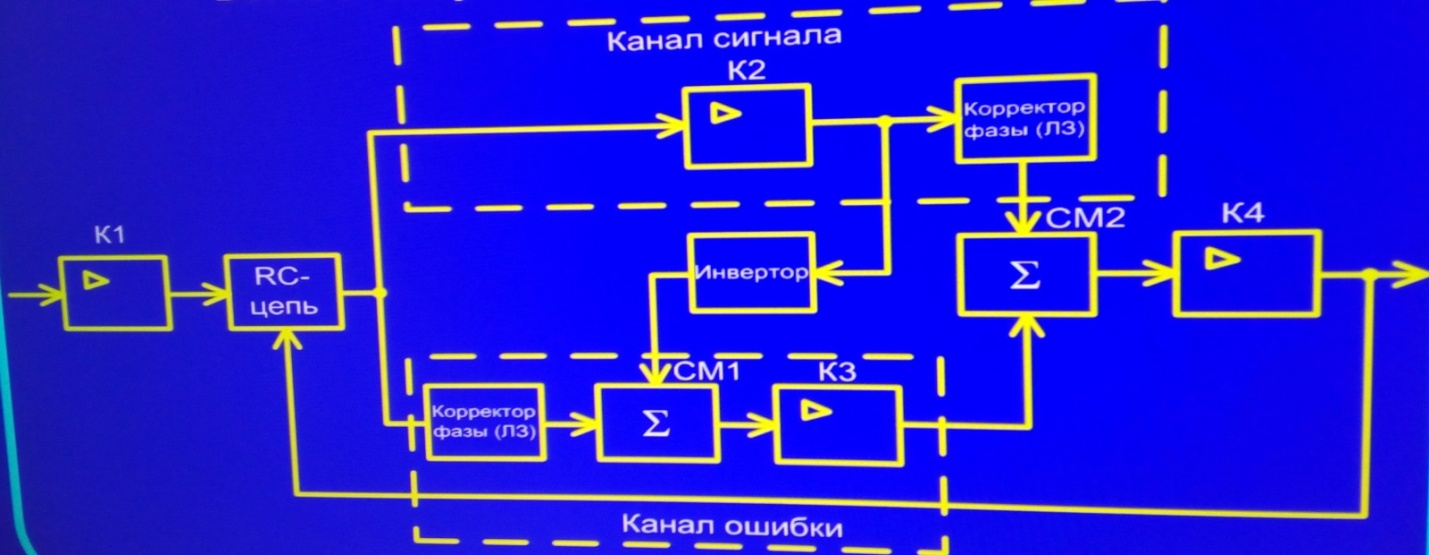 Канал сигнала
К2
Корректор
фазы (ЛЗ)
К1
RC-
цепь
Инвертор
СМ2
Σ
К4
СМ1
К3
Корректор
фазы (ЛЗ)
Σ
Канал ошибки